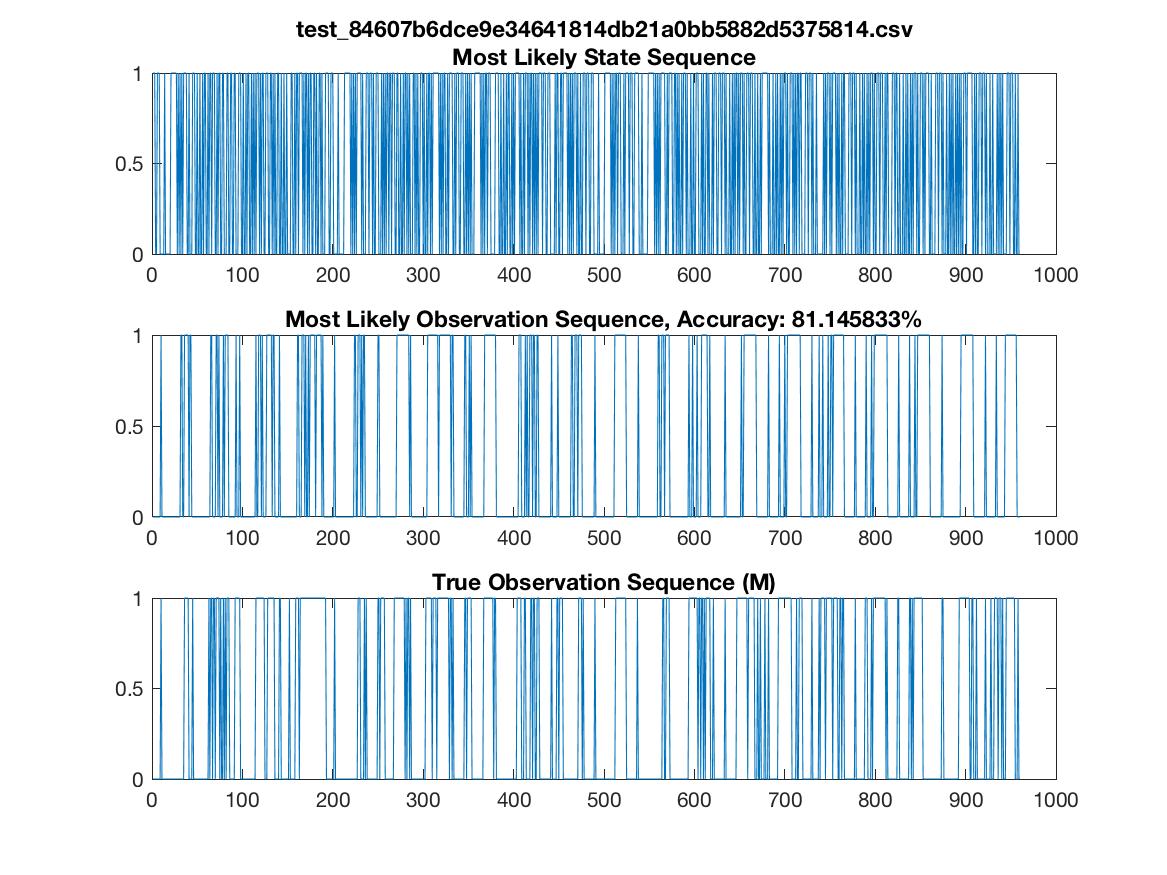 test_84607b6dce9e34641814db21a0bb5882d5375814.csv
Most Likely State Sequence
1
0.5
0
0 100 200 300 400 500 600 700 800 900 1000
Most Likely Observation Sequence, Accuracy: 81.145833%
1
0.5
0
0 100 200 300 400 500 600 700 800 900 1000
True Observation Sequence (M)
1
0.5
0
0 100 200 300 400 500 600 700 800 900 1000